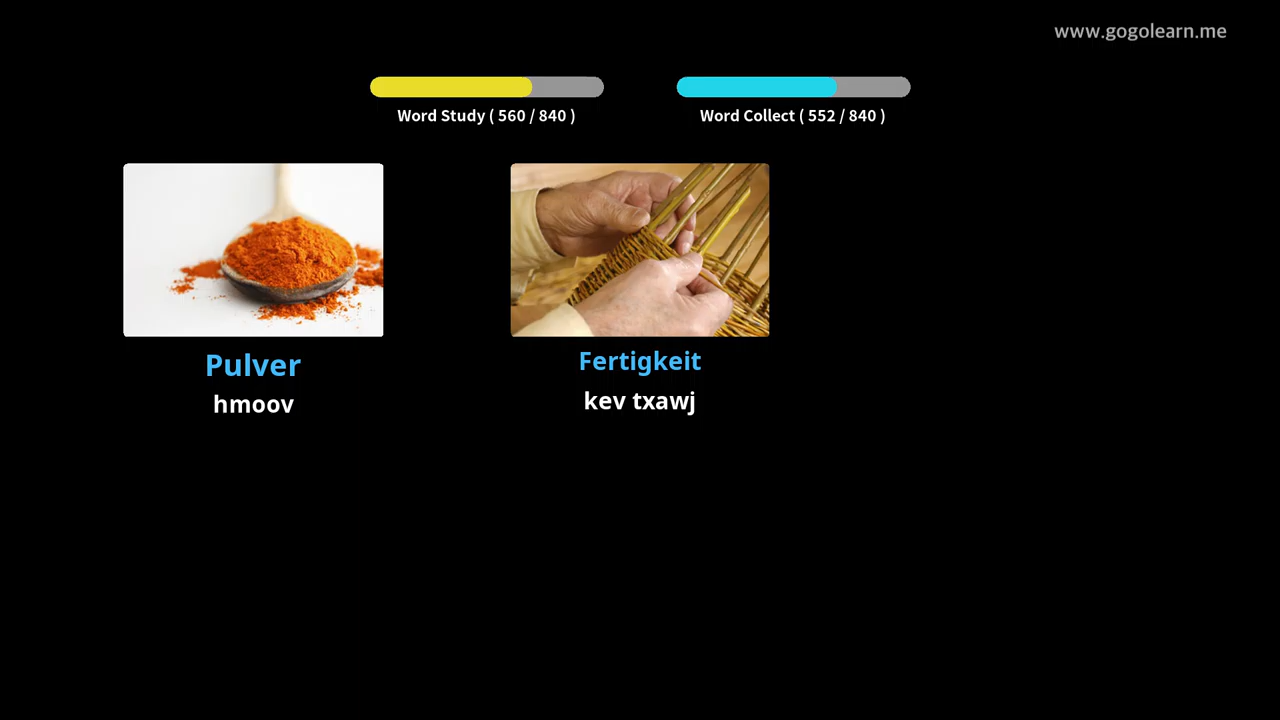 www.gogolearn.me
Word Study ( 560 / 840 )
Word Collect ( 552 / 840 )
Pulver
hmoov
Fertigkeit
kev txawj